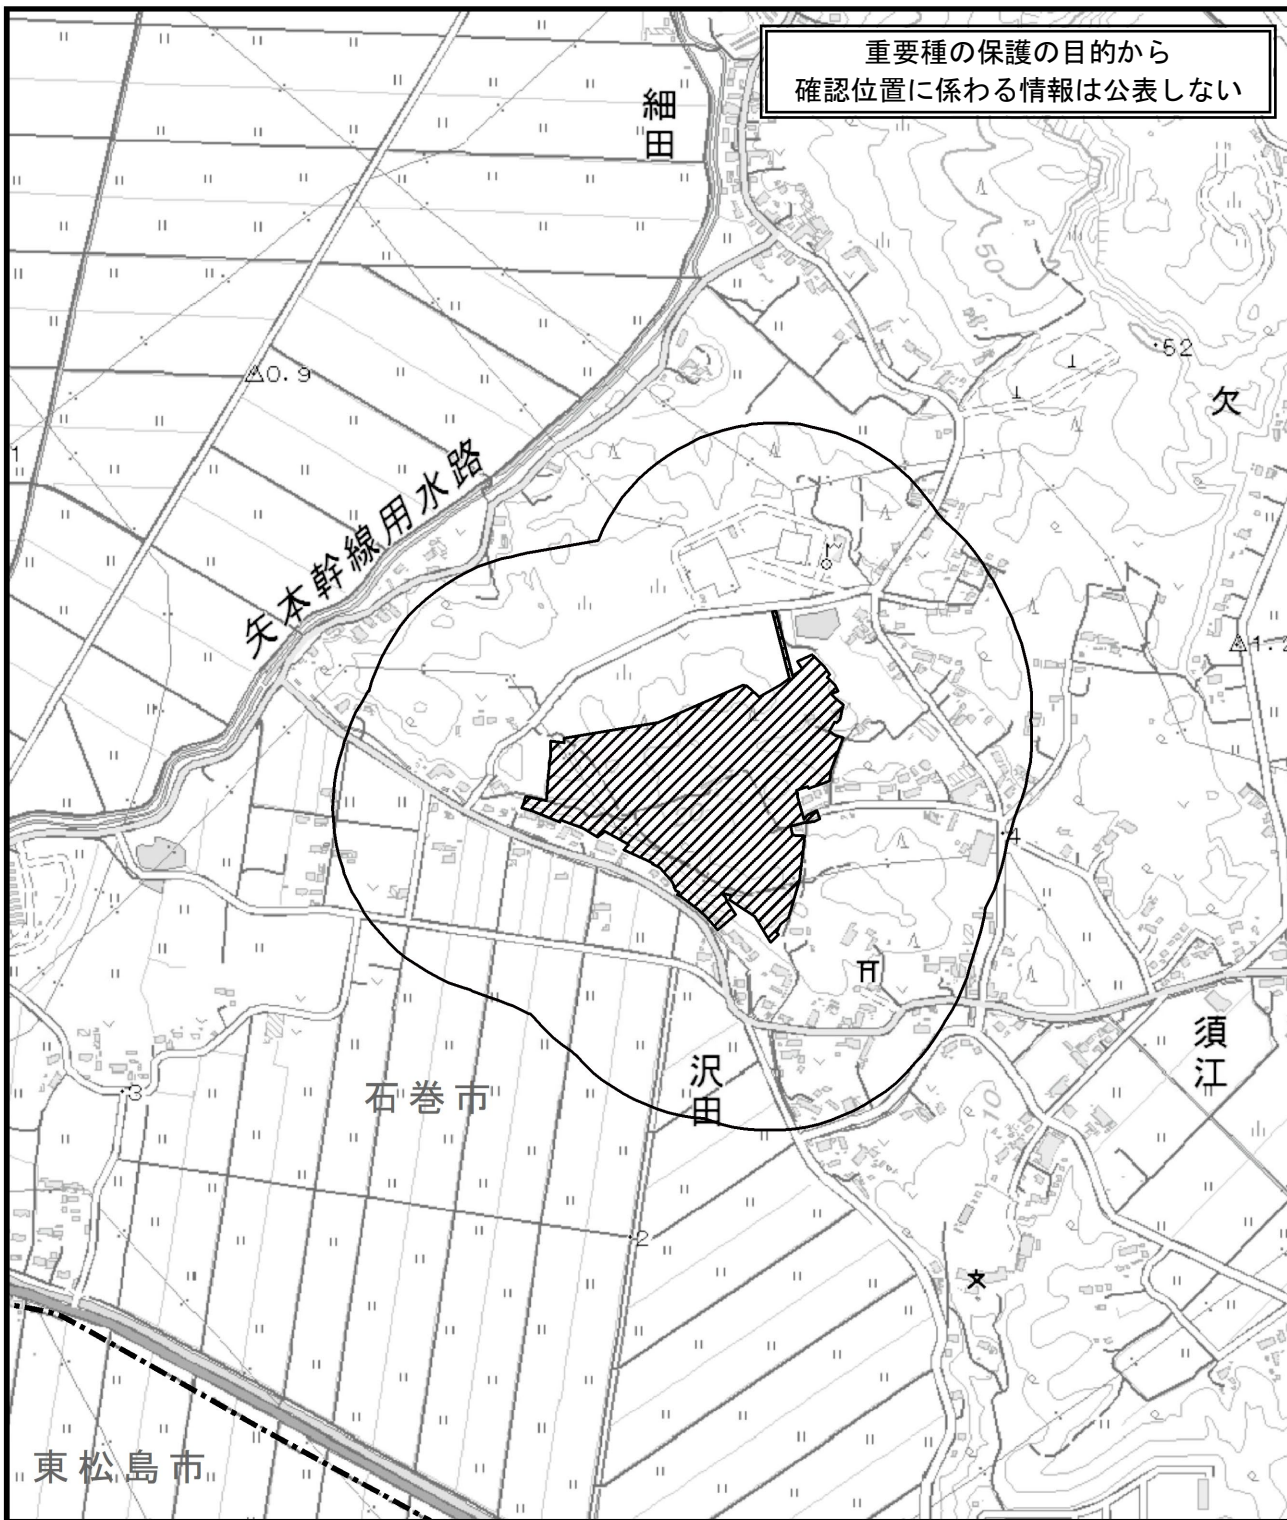 重要種の保護の目的から
確認位置に係わる情報は公表しない
細田
50
52
△0.9
欠
1
矢本幹線用水路
△1.2
4
須江
沢田
石巻市
3
10
2
東松島市